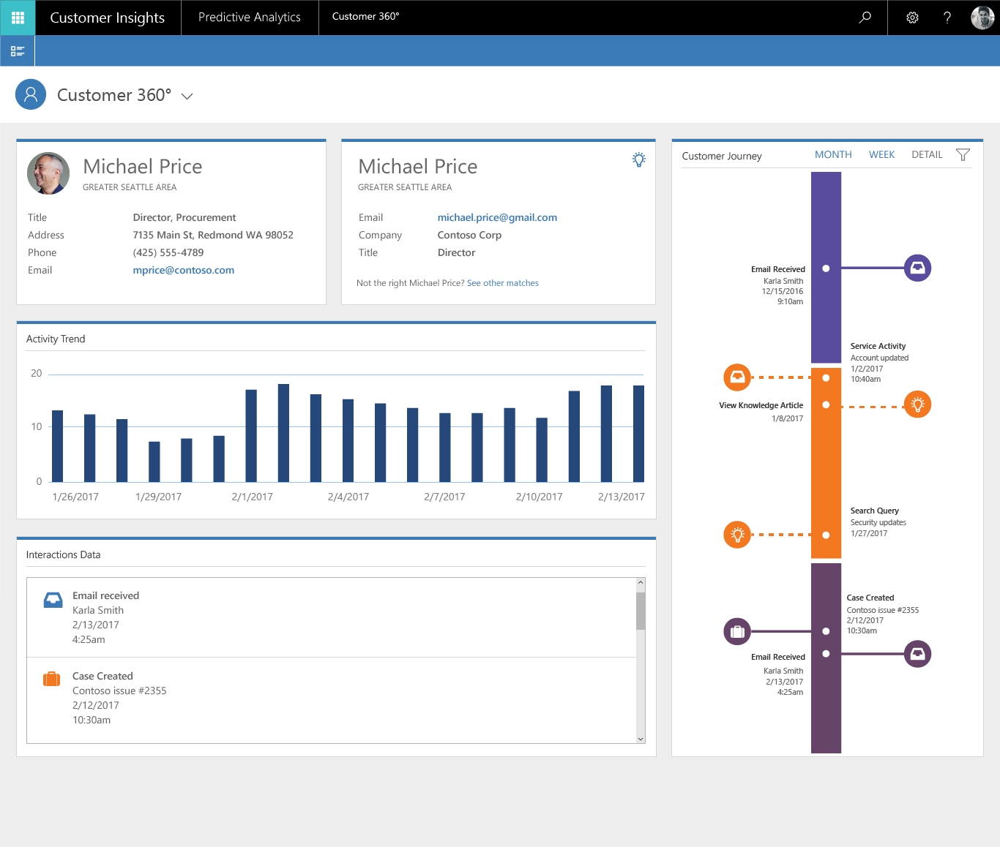 Customer Insights
Predictive Analytics
Customer 360°
?
Customer 360°
Michael Price
GREATER SEATTLE AREA
Title Director, Procurement
Address 7135 Main St, Redmond WA 98052
Phone (425) 555-4789
Email mprice@contoso.com
Michael Price
GREATER SEATTLE AREA
Email michael.price@gmail.com
Company Contoso Corp
Title Director
Not the right Michael Price? See other matches
Activity Trend
20
10
0
1/26/2017 1/29/2017 2/1/2017 2/4/2017 2/7/2017 2/10/2017 2/13/2017
Interactions Data
Email received
Karla Smith
2/13/2017
4:25am
Case Created
Contoso issue #2355
2/12/2017
10:30am
Customer Journey MONTH WEEK DETAIL
Email Received
Karla Smith
12/15/2016
9:10am
Service Activity
Account updated
1/2/2017
10:40am
View Knowledge Article
1/8/2017
Search Query
Security updates
1/27/2017
Case Created
Contoso issue #2355
2/12/2017
10:30am
Email Received
Karla Smith
2/13/2017
4:25am